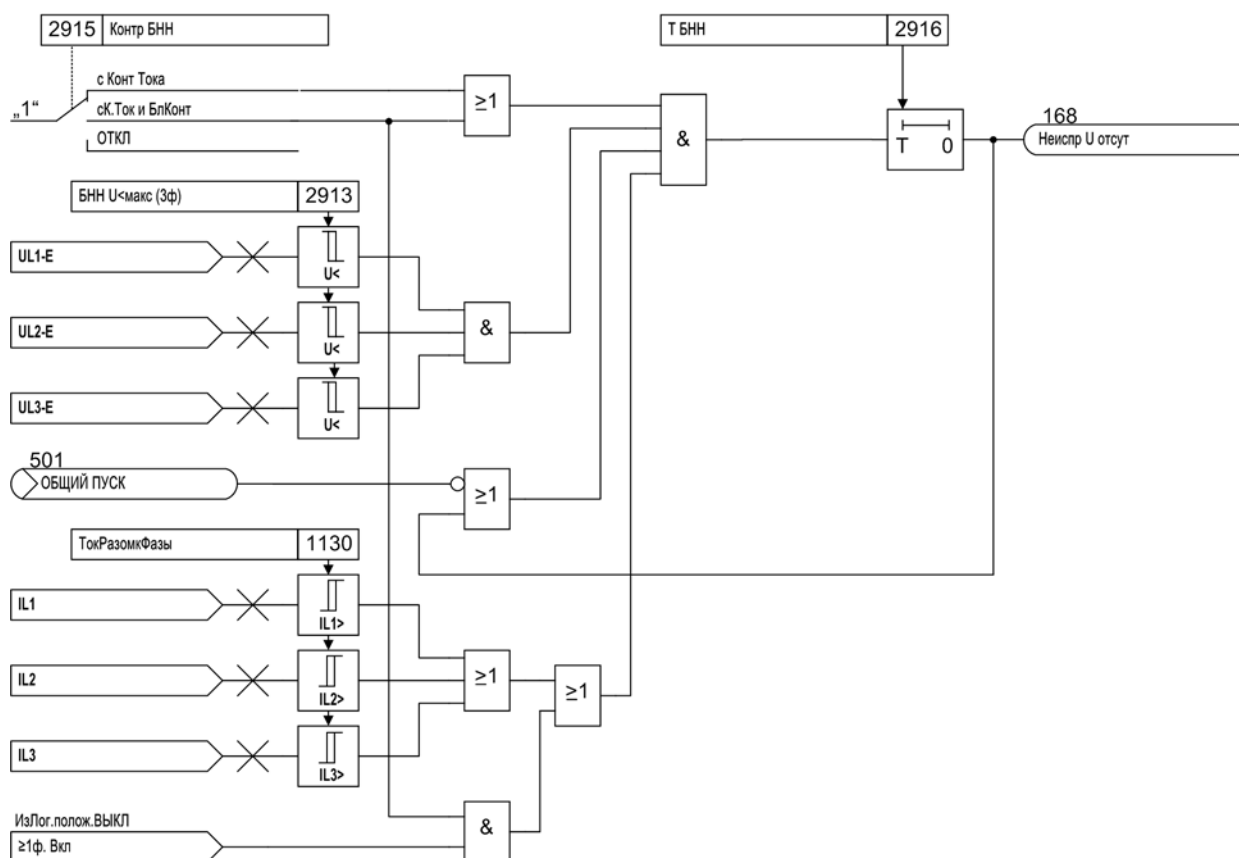 2915 Контр БНН
Т БНН 2916
„1“
с Конт Тока
сК.Ток и БлКонт
ОТКЛ
≥1
&
T 0
168
Неиспр U отсут
БНН U<макс (3ф) 2913
UL1-E
U<
UL2-E
U<
&
UL3-E
U<
501
ОБЩИЙ ПУСК
≥1
ТокРазомкФазы 1130
IL1
IL1>
IL2
IL2>
≥1
≥1
IL3
IL3>
ИзЛог.полож.ВЫКЛ
≥1ф. Вкл
&